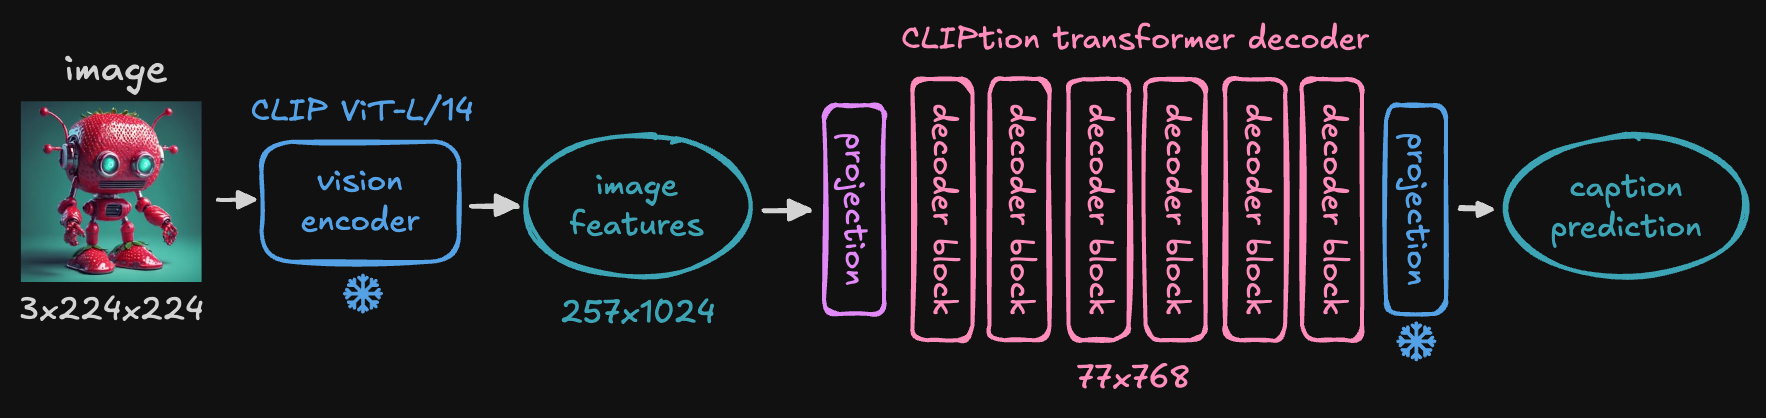 image
3x224x224
CLIP ViT-L/14
vision
encoder
image
features
257x1024
projection
CLIPtion transformer decoder
decoder block
decoder block
decoder block
decoder block
decoder block
decoder block
77x768
projection
caption
prediction